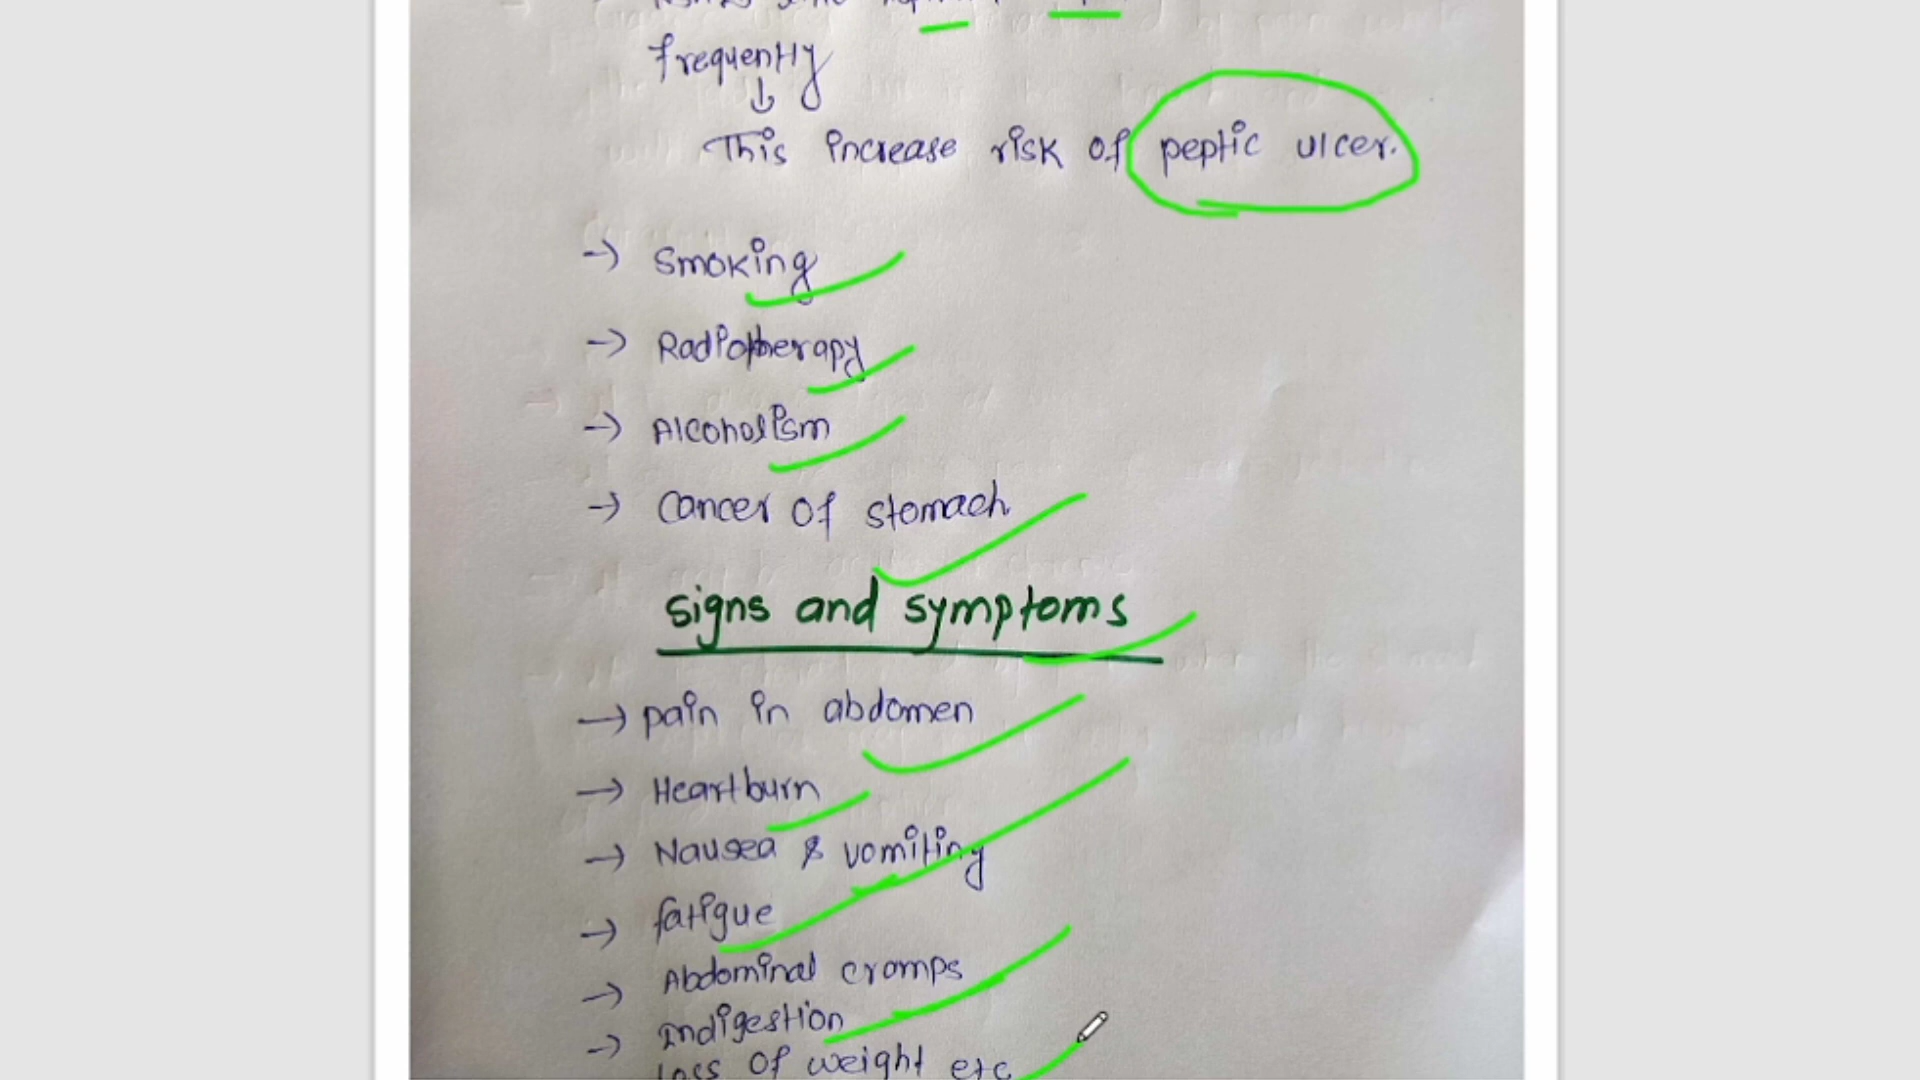 frequently
↓
This increase risk of peptic ulcer.
→ Smoking
→ Radiotherapy
→ Alcoholism
→ Cancer of stomach
Signs and symptoms
→ pain in abdomen
→ Heartburn
→ Nausea & vomiting
→ fatigue
→ Abdominal cramps
→ Indigestion
loss of weight etc